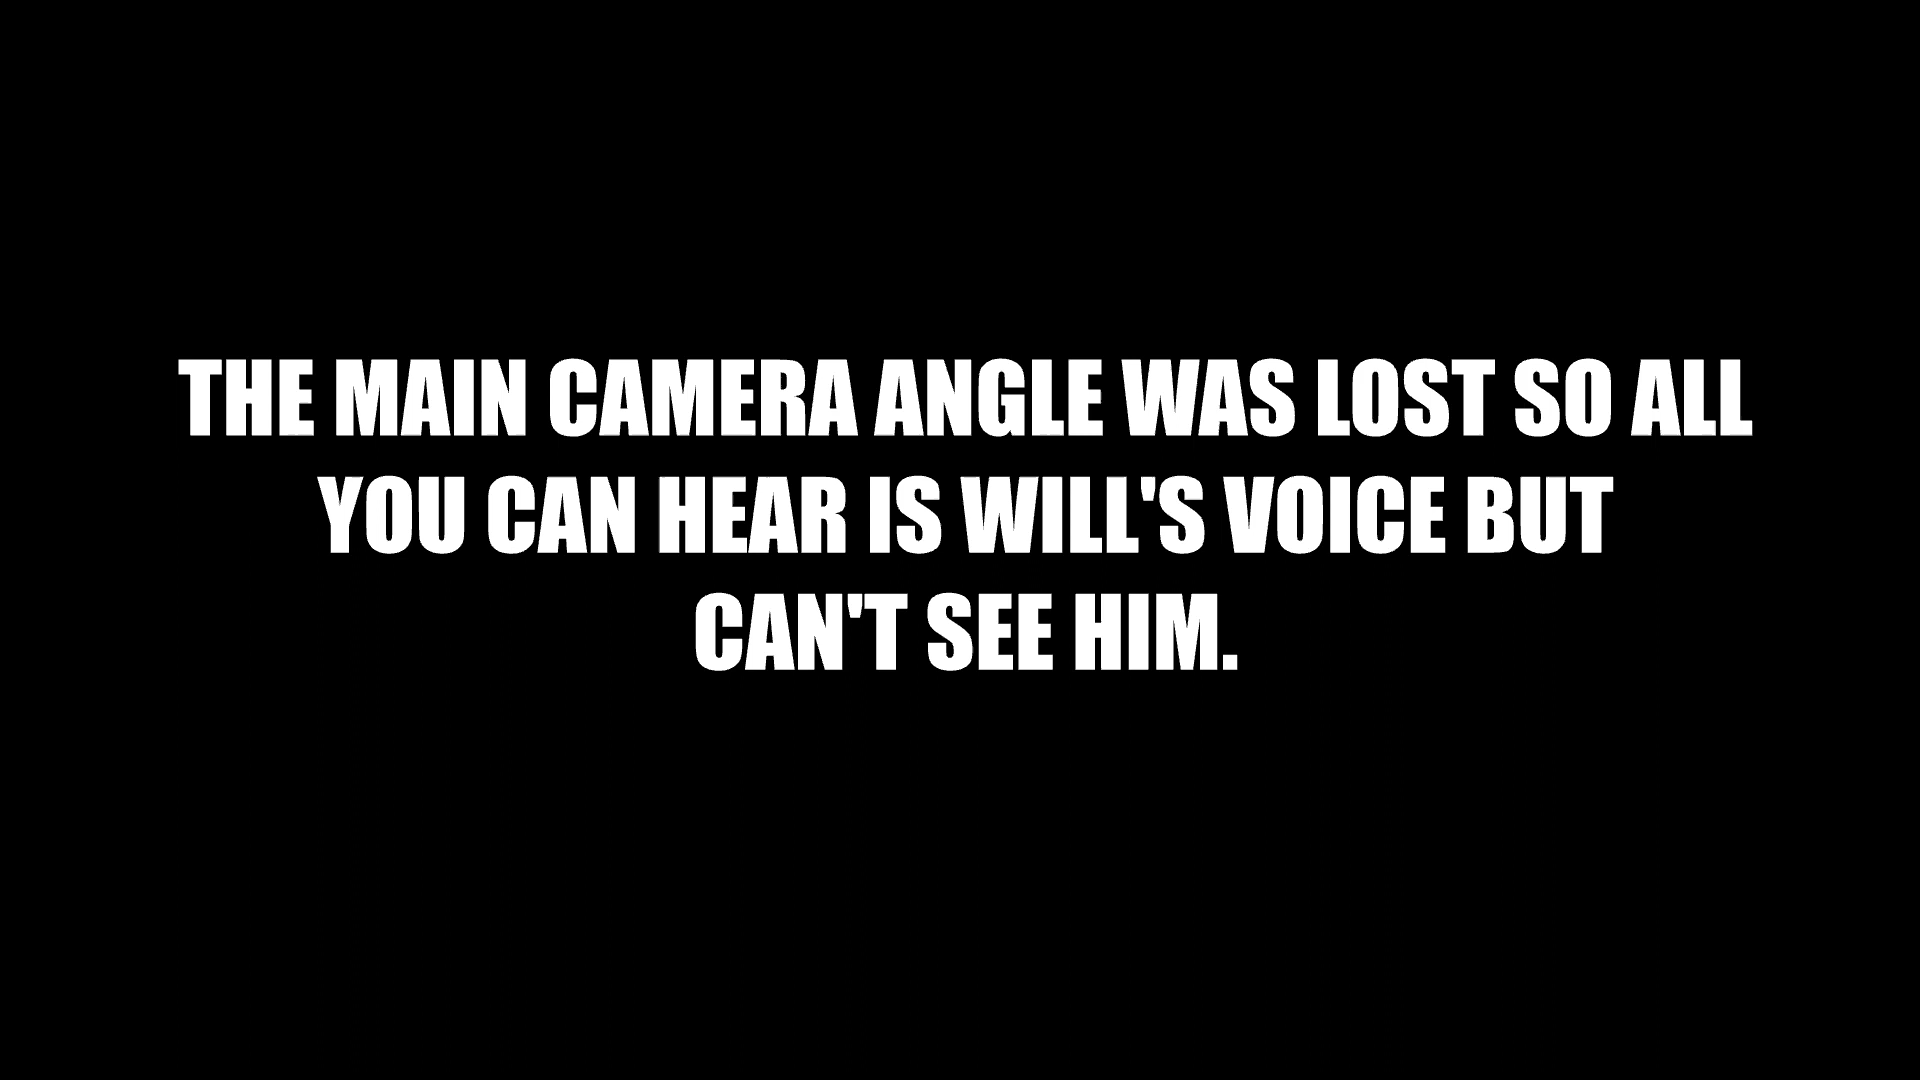 THE MAIN CAMERA ANGLE WAS LOST SO ALL
YOU CAN HEAR IS WILL'S VOICE BUT
CAN'T SEE HIM.